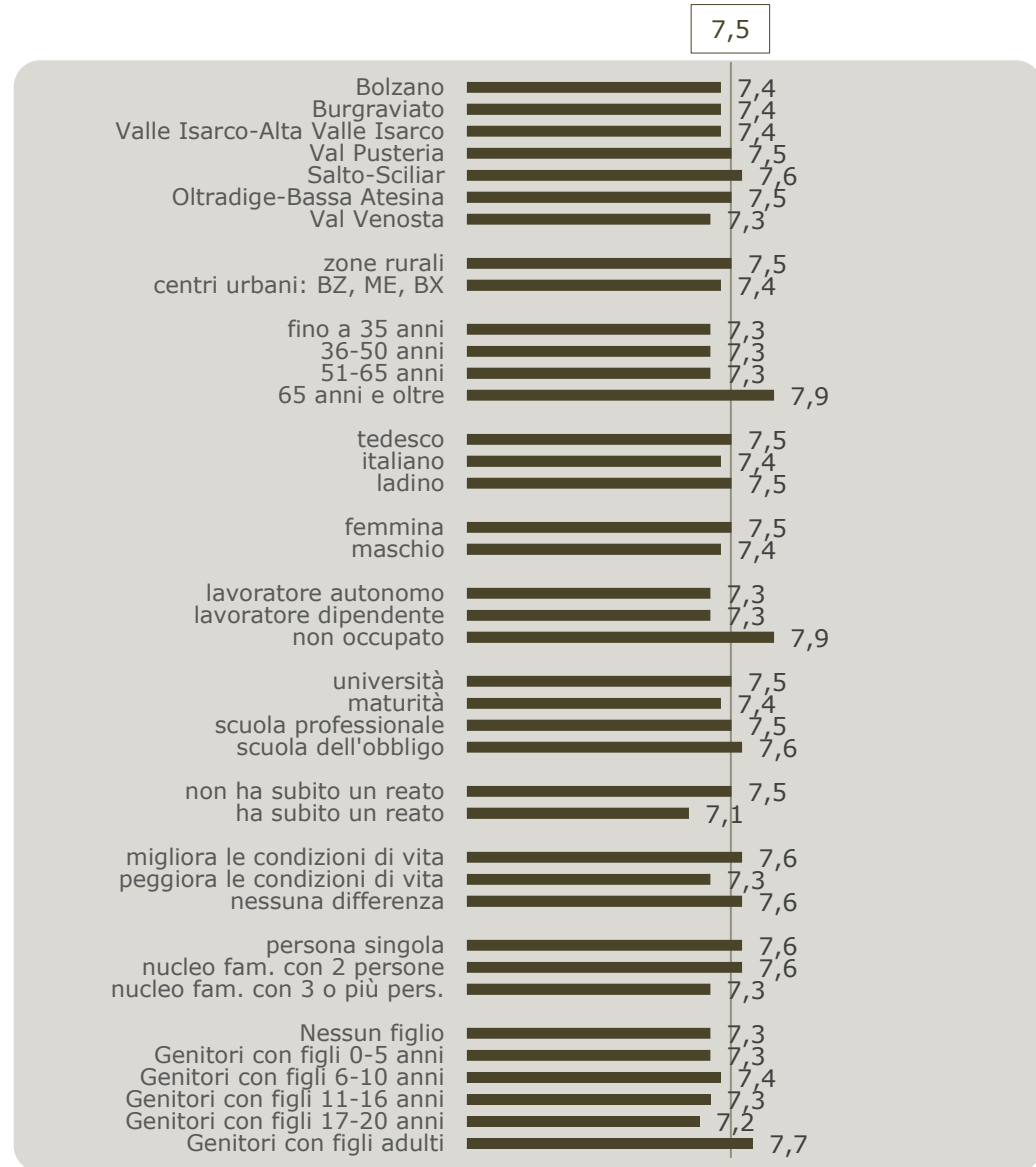 7,5
Bolzano 7,4
Burgraviato 7,4
Valle Isarco-Alta Valle Isarco 7,4
Val Pusteria 7,5
Salto-Sciliar 7,6
Oltradige-Bassa Atesina 7,5
Val Venosta 7,3
zone rurali 7,5
centri urbani: BZ, ME, BX 7,4
fino a 35 anni 7,3
36-50 anni 7,3
51-65 anni 7,3
65 anni e oltre 7,9
tedesco 7,5
italiano 7,4
ladino 7,5
femmina 7,5
maschio 7,4
lavoratore autonomo 7,3
lavoratore dipendente 7,3
non occupato 7,9
università 7,5
maturità 7,4
scuola professionale 7,5
scuola dell'obbligo 7,6
non ha subito un reato 7,5
ha subito un reato 7,1
migliora le condizioni di vita 7,6
peggiora le condizioni di vita 7,3
nessuna differenza 7,6
persona singola 7,6
nucleo fam. con 2 persone 7,6
nucleo fam. con 3 o più pers. 7,3
Nessun figlio 7,3
Genitori con figli 0-5 anni 7,3
Genitori con figli 6-10 anni 7,4
Genitori con figli 11-16 anni 7,3
Genitori con figli 17-20 anni 7,2
Genitori con figli adulti 7,7